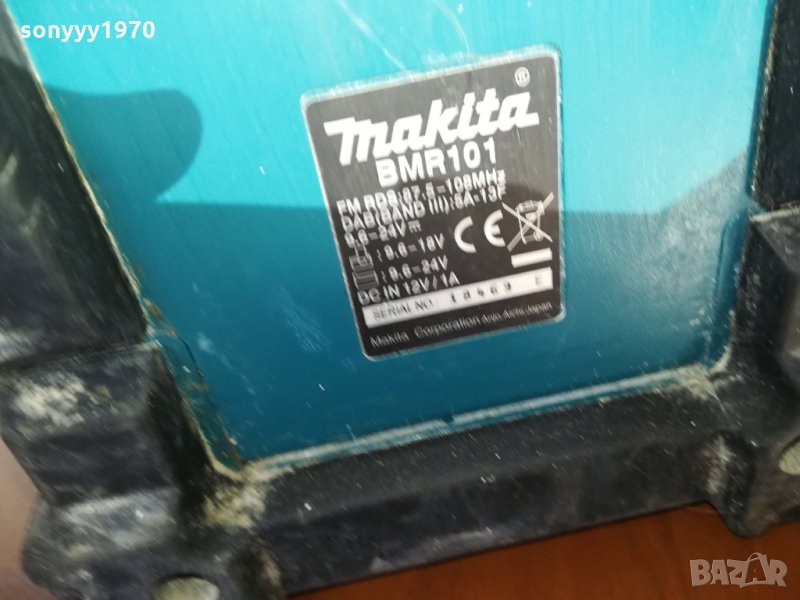 sonyyy1970
makita®
BMR101
FM RDS:87.5-108MHz
DAB(BAND III):5A-13F
9.6-24V
: 9.6-18V
: 9.6-24V
DC IN 12V/1A
CE
SERIAL NO. E
Makita Corporation Anjo, Aichi, Japan
BAZAR